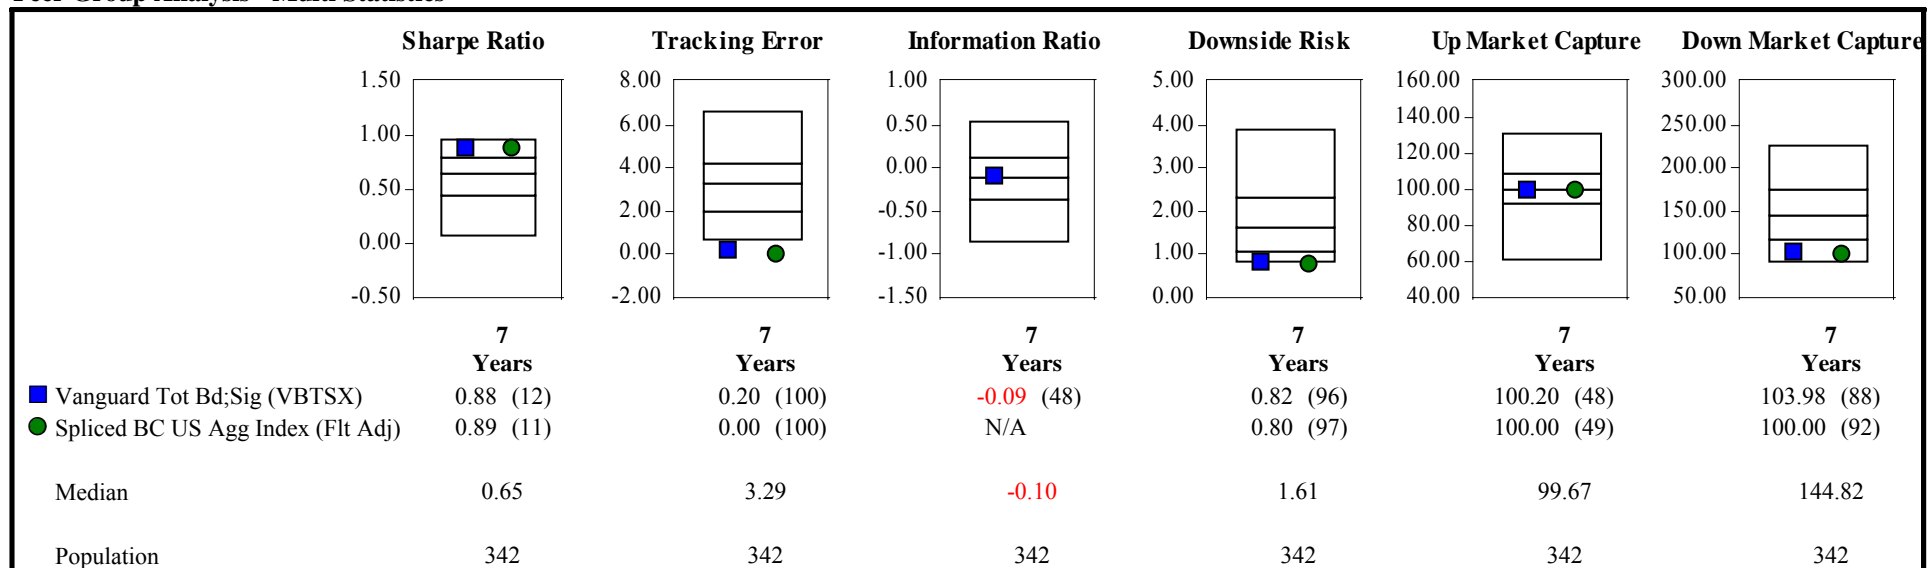 Peer Group Analysis - Multi Statistics
Sharpe Ratio Tracking Error Information Ratio Downside Risk Up Market Capture Down Market Capture
1.50 8.00 1.00 5.00 160.00 300.00
140.00
1.00 6.00 0.50 4.00 250.00
120.00
0.50 4.00 0.00 3.00 100.00 200.00
2.00 -0.50 2.00 80.00 150.00
0.00 0.00 -1.00 1.00 60.00 100.00
-0.50 -2.00 -1.50 0.00 40.00 50.00
7 7 7 7 7 7
Years Years Years Years Years Years
Vanguard Tot Bd;Sig (VBTSX) 0.88 (12) 0.20 (100) -0.09 (48) 0.82 (96) 100.20 (48) 103.98 (88)
Spliced BC US Agg Index (Flt Adj) 0.89 (11) 0.00 (100) N/A 0.80 (97) 100.00 (49) 100.00 (92)
Median 0.65 3.29 -0.10 1.61 99.67 144.82
Population 342 342 342 342 342 342